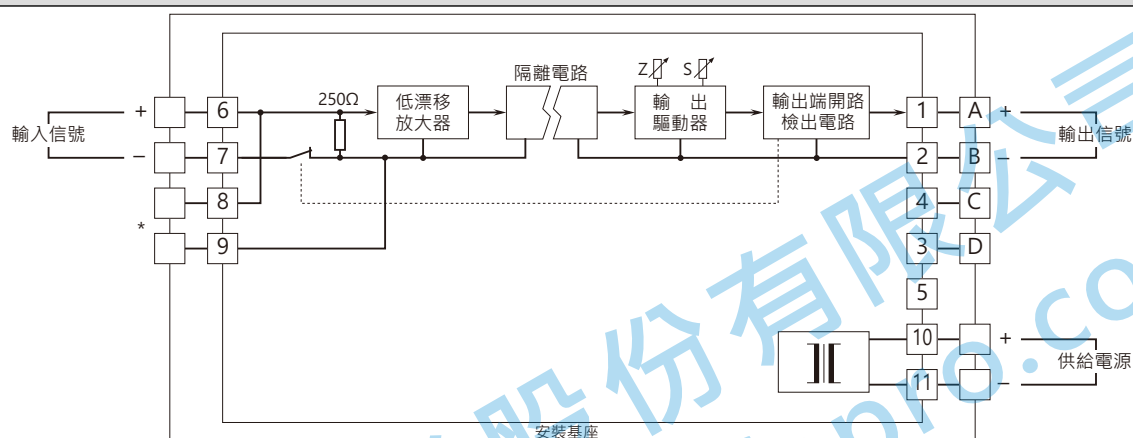 隔離電路
Z S
250Ω
低漂移
放大器
輸 出
驅動器
輸出端開路
檢出電路
輸入信號
+
−
*
6
7
8
9
1
2
4
3
5
10
11
A
B
C
D
+
−
輸出信號
+
−
供給電源
安裝基座
股份有限公司
pro.co